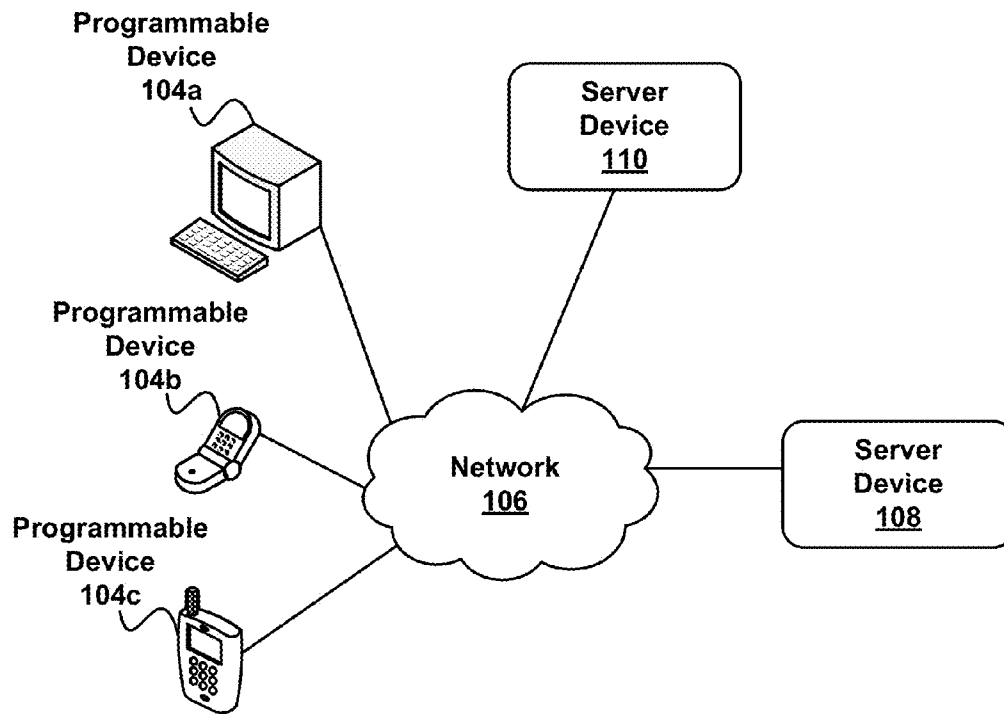 Programmable
Device
104a
Server
Device
110
Programmable
Device
104b
Network
106
Server
Device
108
Programmable
Device
104c